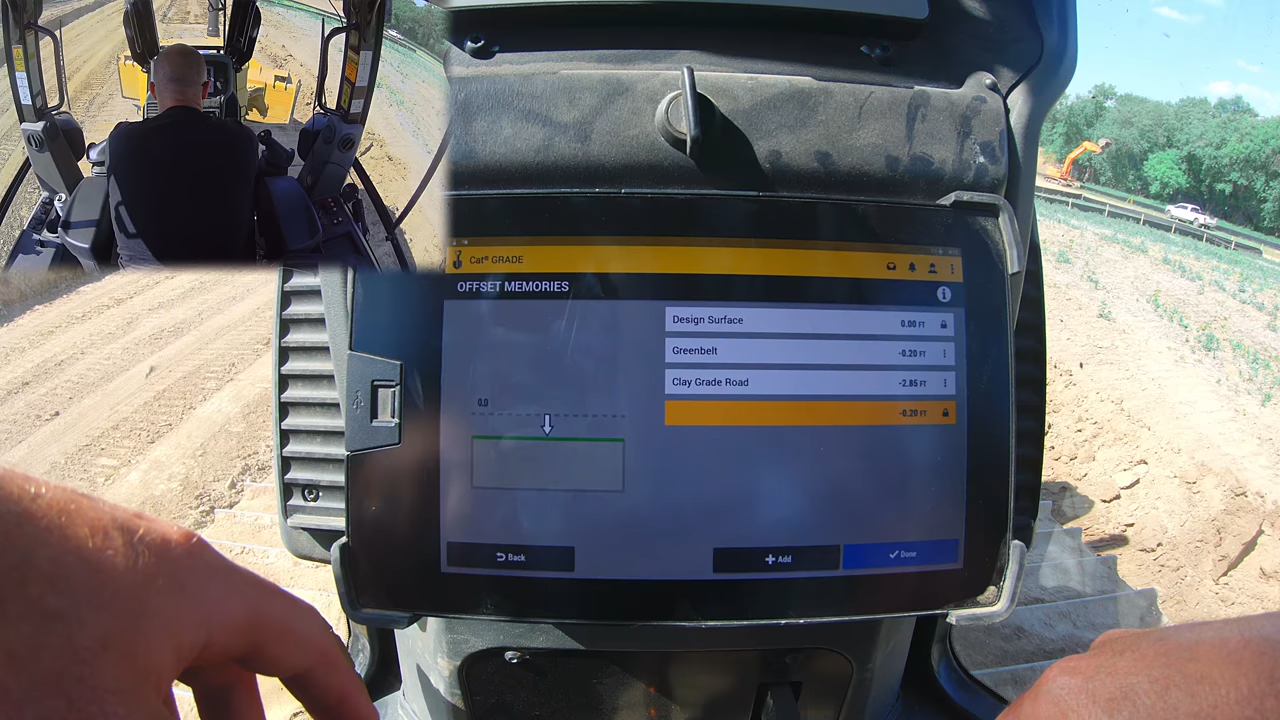 Cat® GRADE
OFFSET MEMORIES
Design Surface 0.00 FT
Greenbelt -0.20 FT
Clay Grade Road -2.85 FT
-0.20 FT
0.0
Back
Add
Done